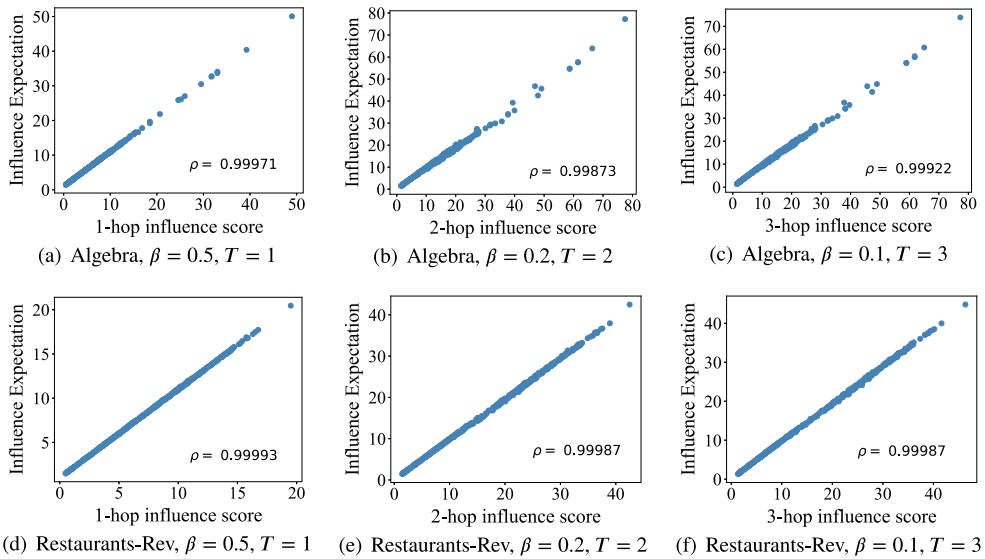 50
40
30
20
10
0
Influence Expectation
ρ = 0.99971
0 10 20 30 40 50
1-hop influence score
(a) Algebra, β = 0.5, T = 1
80
70
60
50
40
30
20
10
0
Influence Expectation
ρ = 0.99873
0 10 20 30 40 50 60 70 80
2-hop influence score
(b) Algebra, β = 0.2, T = 2
70
60
50
40
30
20
10
0
Influence Expectation
ρ = 0.99922
0 10 20 30 40 50 60 70 80
3-hop influence score
(c) Algebra, β = 0.1, T = 3
20
15
10
5
Influence Expectation
ρ = 0.99993
0 5 10 15 20
1-hop influence score
(d) Restaurants-Rev, β = 0.5, T = 1
40
30
20
10
0
Influence Expectation
ρ = 0.99987
0 10 20 30 40
2-hop influence score
(e) Restaurants-Rev, β = 0.2, T = 2
40
30
20
10
0
Influence Expectation
ρ = 0.99987
0 10 20 30 40
3-hop influence score
(f) Restaurants-Rev, β = 0.1, T = 3